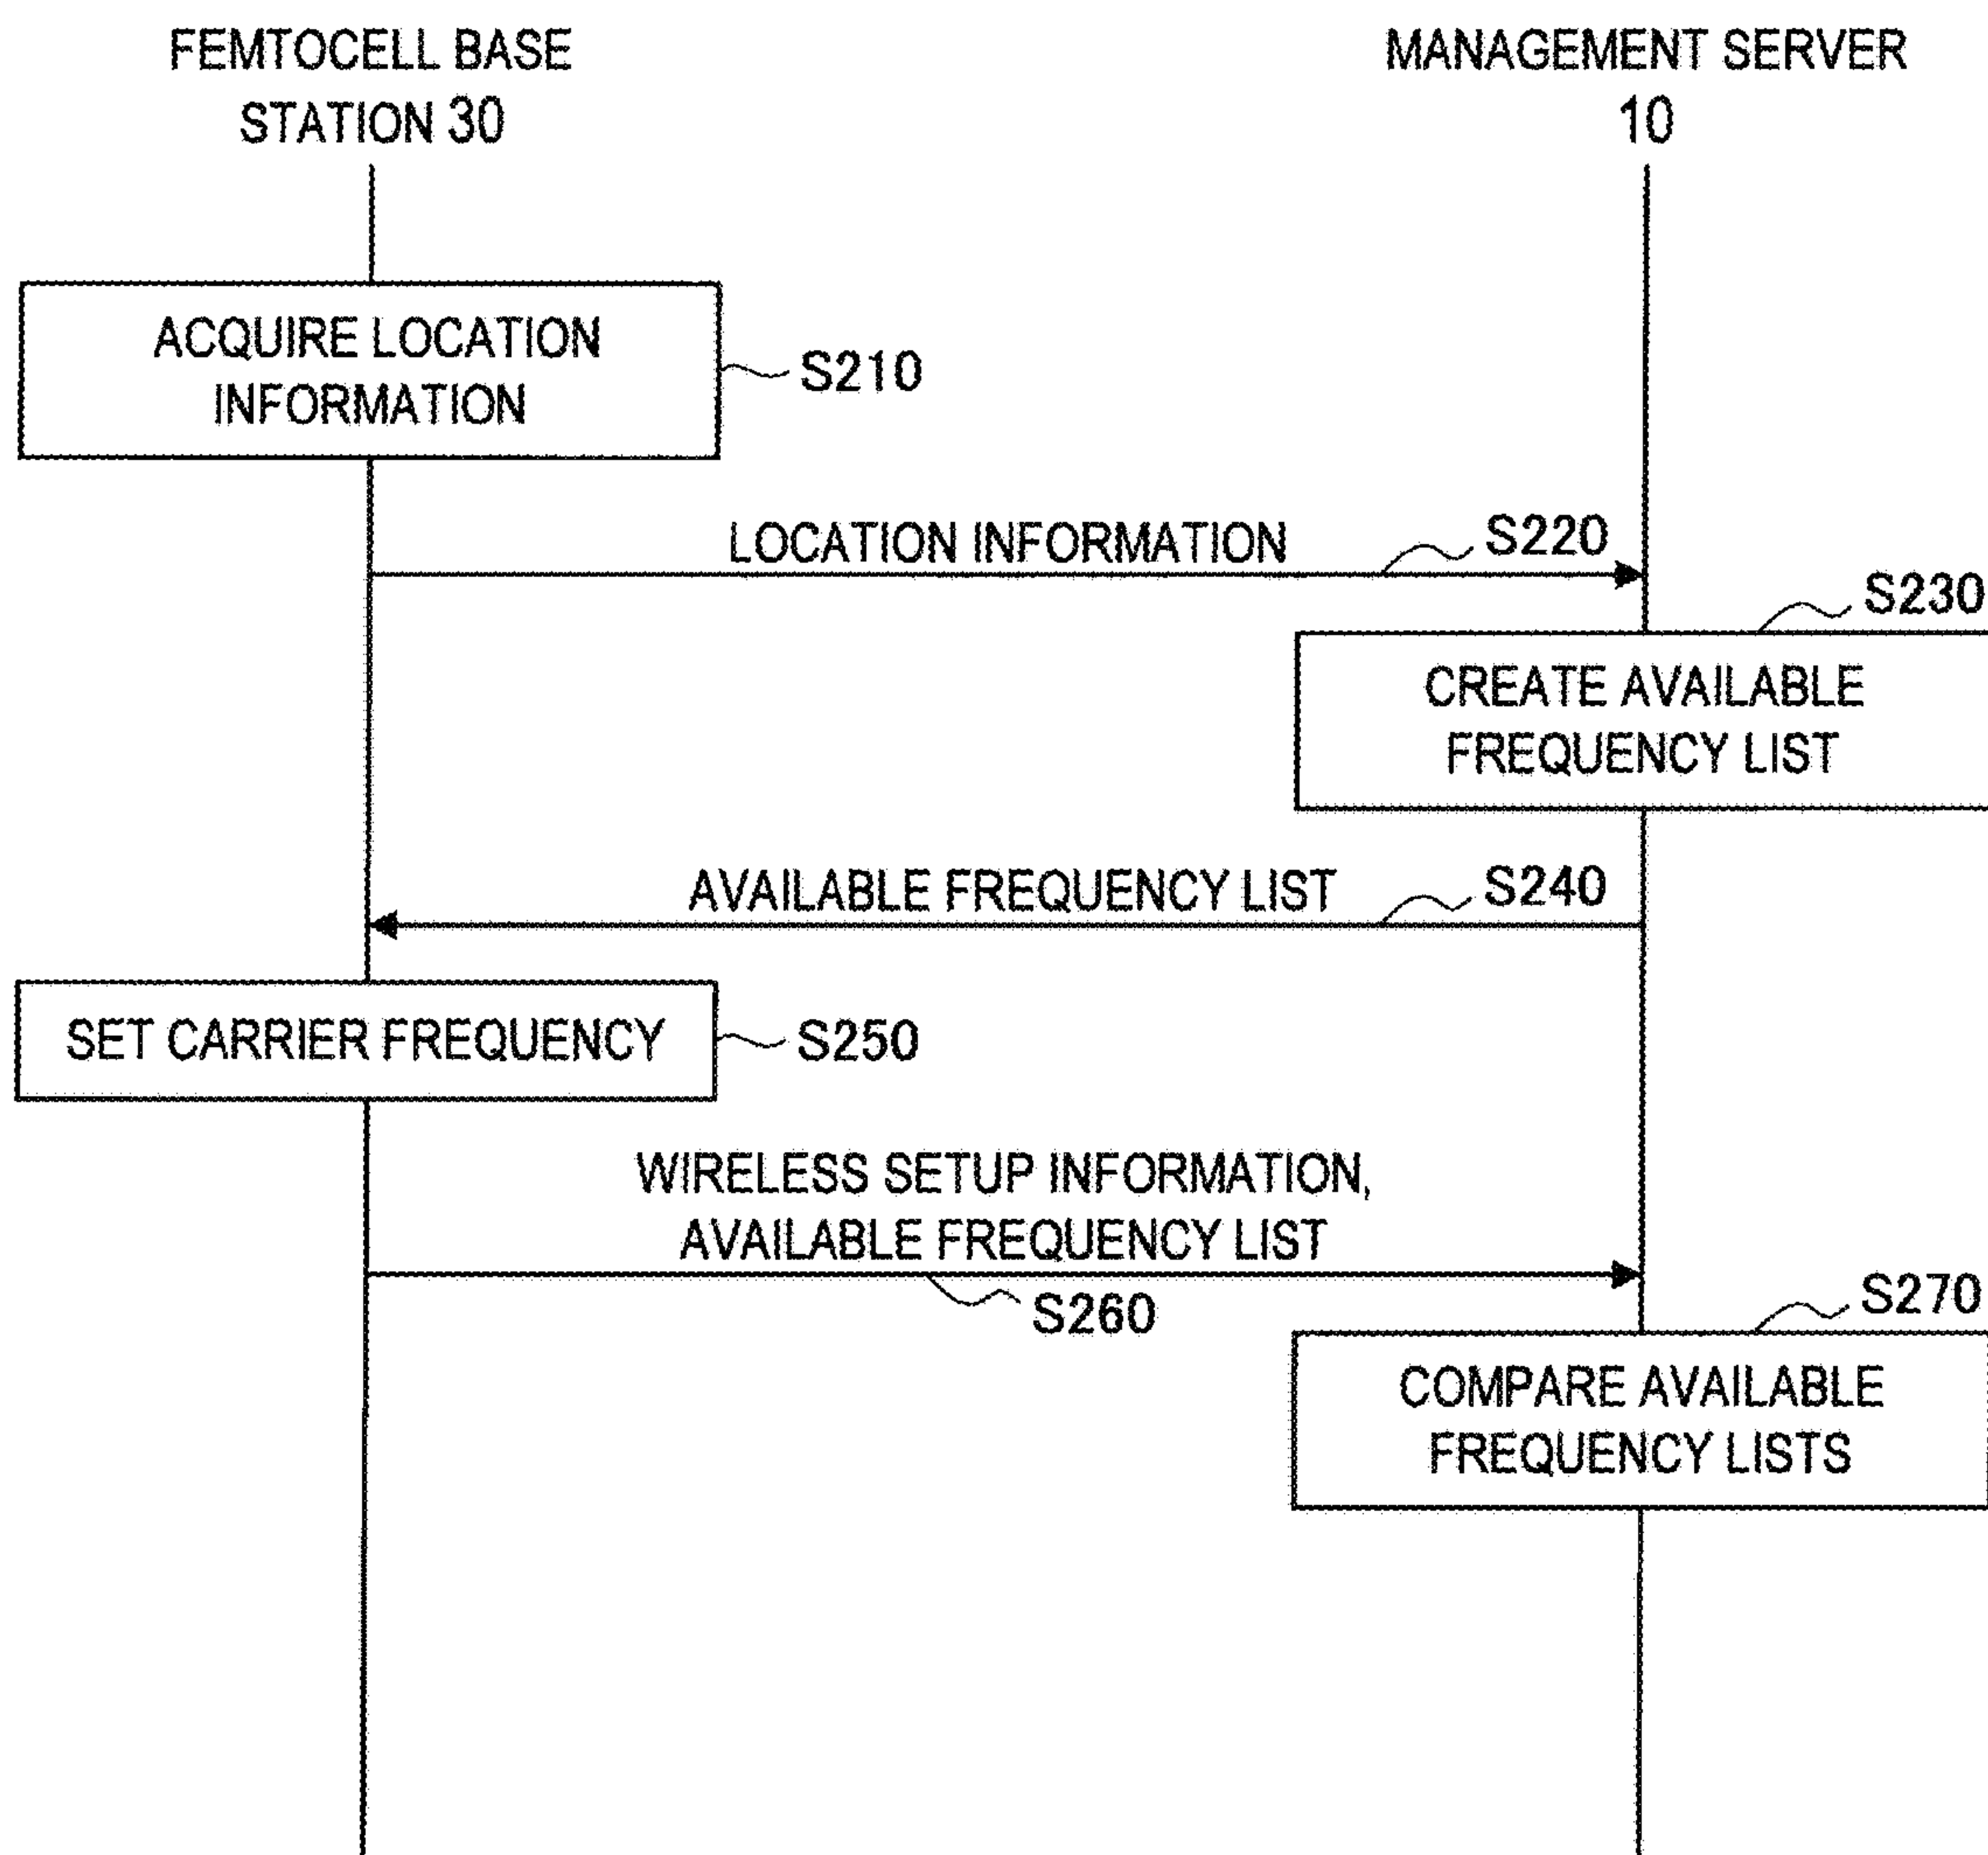 FEMTOCELL BASE
STATION 30
MANAGEMENT SERVER
10
ACQUIRE LOCATION
INFORMATION
S210
LOCATION INFORMATION
S220
S230
CREATE AVAILABLE
FREQUENCY LIST
AVAILABLE FREQUENCY LIST
S240
SET CARRIER FREQUENCY
S250
WIRELESS SETUP INFORMATION,
AVAILABLE FREQUENCY LIST
S260
S270
COMPARE AVAILABLE
FREQUENCY LISTS